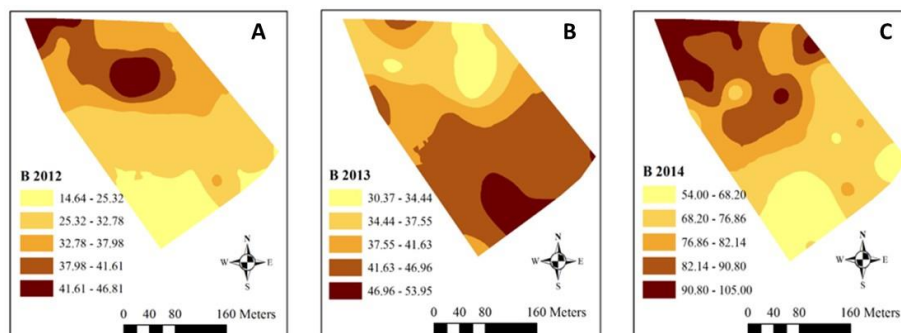 A
B 2012
14.64 - 25.32
25.32 - 32.78
32.78 - 37.98
37.98 - 41.61
41.61 - 46.81
N
W E
S
0 20 40 80 160 Meters
B
B 2013
30.37 - 34.44
34.44 - 37.55
37.55 - 41.63
41.63 - 46.96
46.96 - 53.95
N
W E
S
0 20 40 80 160 Meters
C
B 2014
54.00 - 68.20
68.20 - 76.86
76.86 - 82.14
82.14 - 90.80
90.80 - 105.00
N
W E
S
0 20 40 80 160 Meters